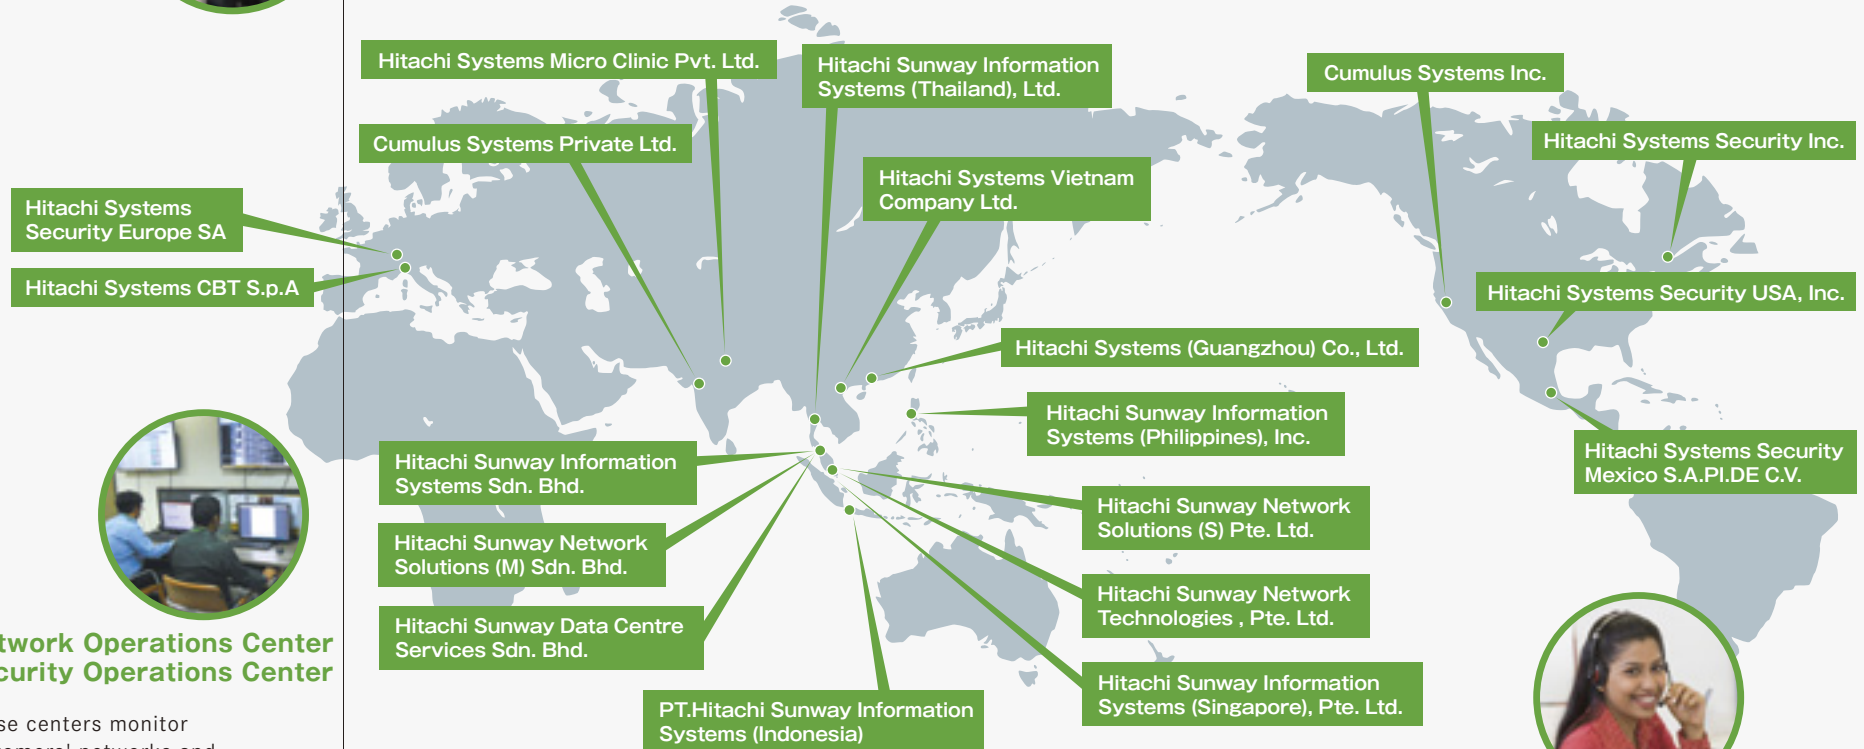 Hitachi Systems Micro Clinic Pvt. Ltd.
Hitachi Sunway Information
Systems (Thailand), Ltd.
Cumulus Systems Inc.
Cumulus Systems Private Ltd.
Hitachi Systems Security Inc.
Hitachi Systems Vietnam
Company Ltd.
Hitachi Systems
Security Europe SA
Hitachi Systems CBT S.p.A
Hitachi Systems Security USA, Inc.
Hitachi Systems (Guangzhou) Co., Ltd.
Hitachi Sunway Information
Systems (Philippines), Inc.
Hitachi Systems Security
Mexico S.A.PI.DE C.V.
Hitachi Sunway Information
Systems Sdn. Bhd.
Hitachi Sunway Network
Solutions (S) Pte. Ltd.
Hitachi Sunway Network
Solutions (M) Sdn. Bhd.
Hitachi Sunway Network
Technologies , Pte. Ltd.
Hitachi Sunway Data Centre
Services Sdn. Bhd.
Hitachi Sunway Information
Systems (Singapore), Pte. Ltd.
PT.Hitachi Sunway Information
Systems (Indonesia)
twork Operations Center
curity Operations Center
se centers monitor
networks and